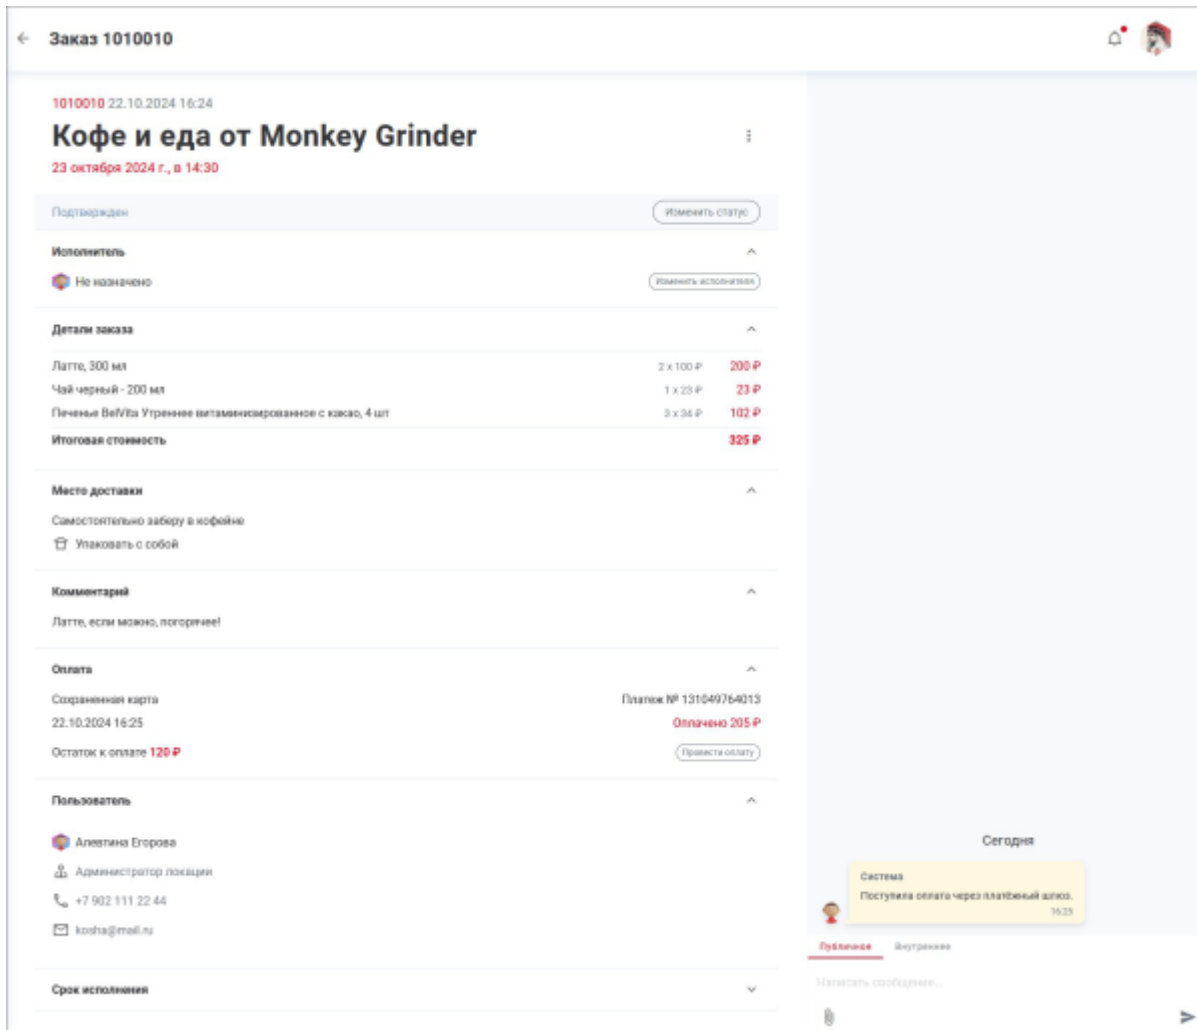 Заказ 1010010
1010010 22.10.2024 16:24
Кофе и еда от Monkey Grinder
23 октября 2024 г., в 14:30
Подтвержден
Изменить статус
Исполнитель
Не назначено
Изменить исполнителя
Детали заказа
Латте, 300 мл 2 x 100 ₽ 200 ₽
Чай черный - 200 мл 1 x 23 ₽ 23 ₽
Печенье BelVita Утреннее витаминизированное с какао, 4 шт 3 x 34 ₽ 102 ₽
Итоговая стоимость 325 ₽
Место доставки
Самостоятельно заберу в кофейне
Упаковать с собой
Комментарий
Латте, если можно, погорячее!
Оплата
Сохраненная карта Платеж № 131049764013
22.10.2024 16:25 Оплачено 205 ₽
Остаток к оплате 120 ₽ Провести оплату
Пользователь
Алевтина Егорова
Администратор локации
+7 902 111 22 44
kosha@mail.ru
Срок исполнения
Сегодня
Система
Поступила оплата через платёжный шлюз.
16:25
Публичное Внутреннее
Написать сообщение...